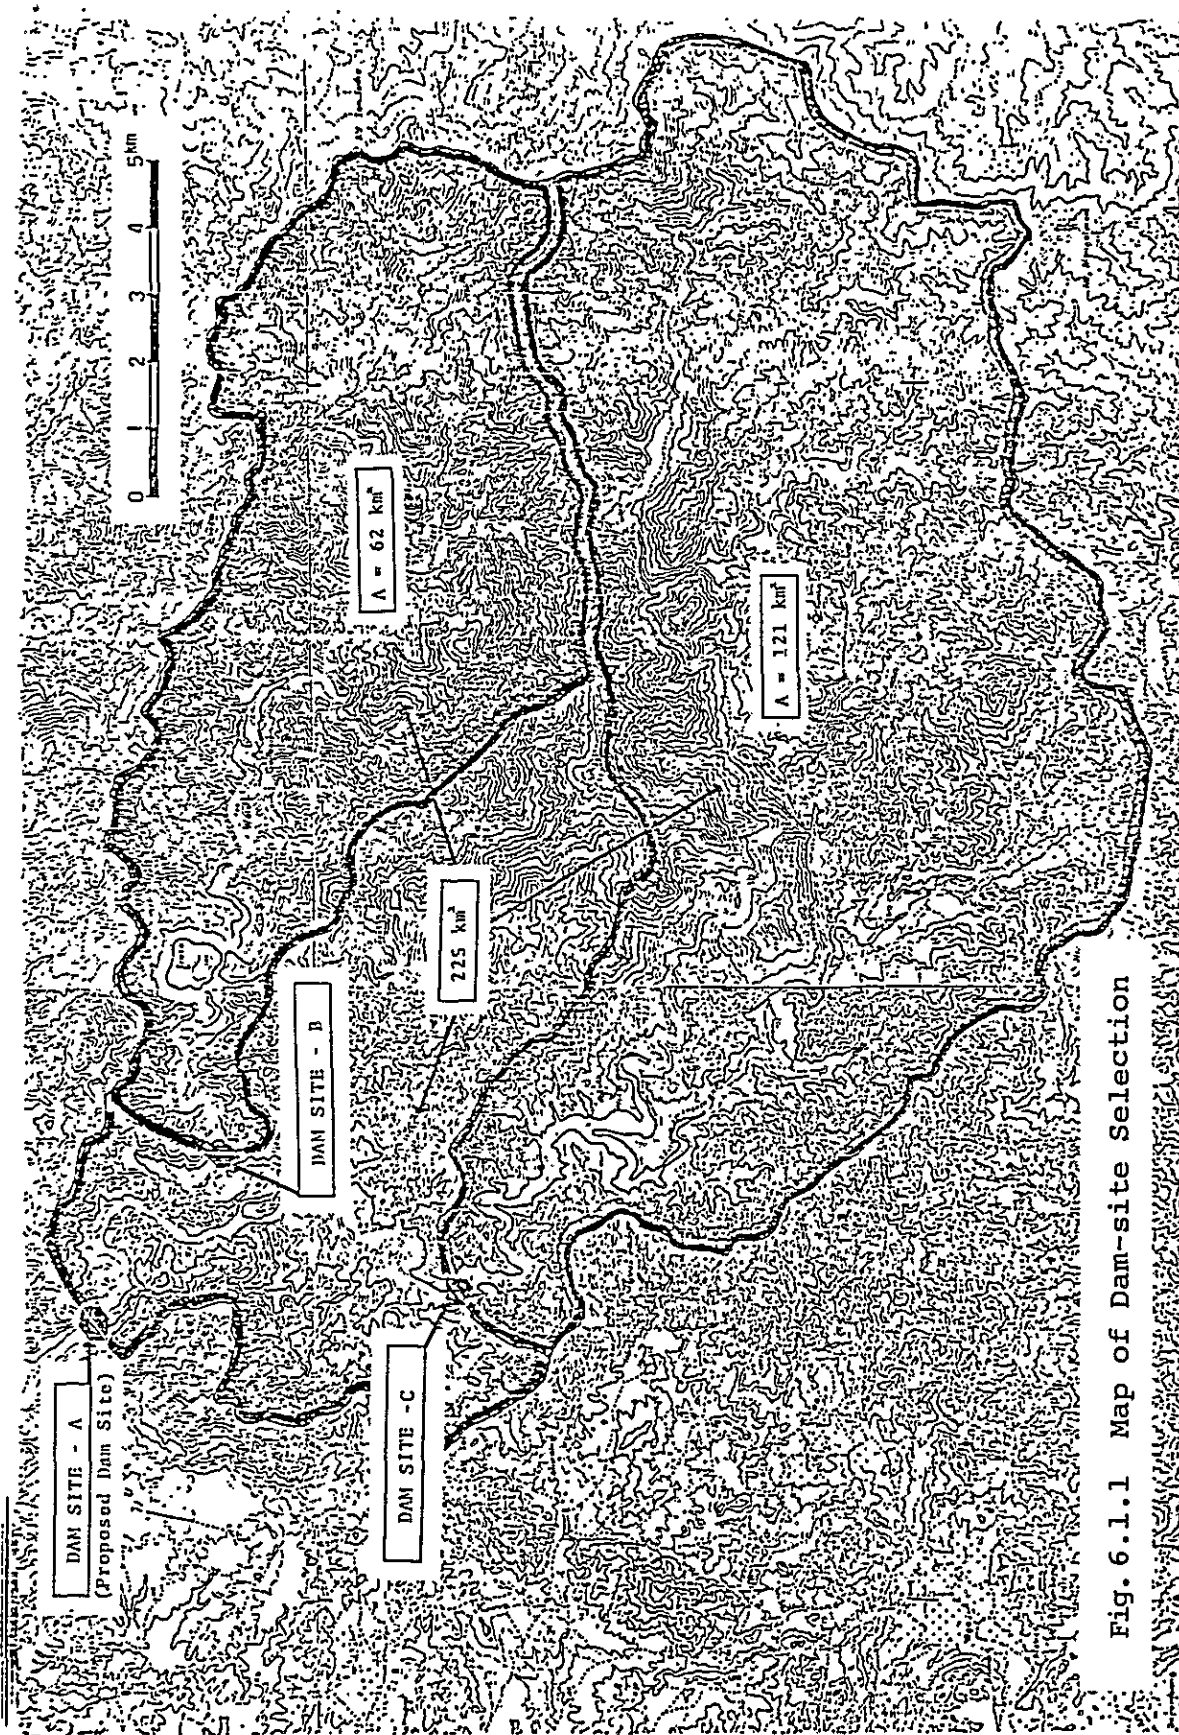 DAM SITE - A
(Proposed Dam Site)
DAM SITE - B
DAM SITE -C
225 km²
A = 62 km²
A = 121 km²
0 1 2 3 4 5km
Fig. 6.1.1 Map of Dam-site Selection